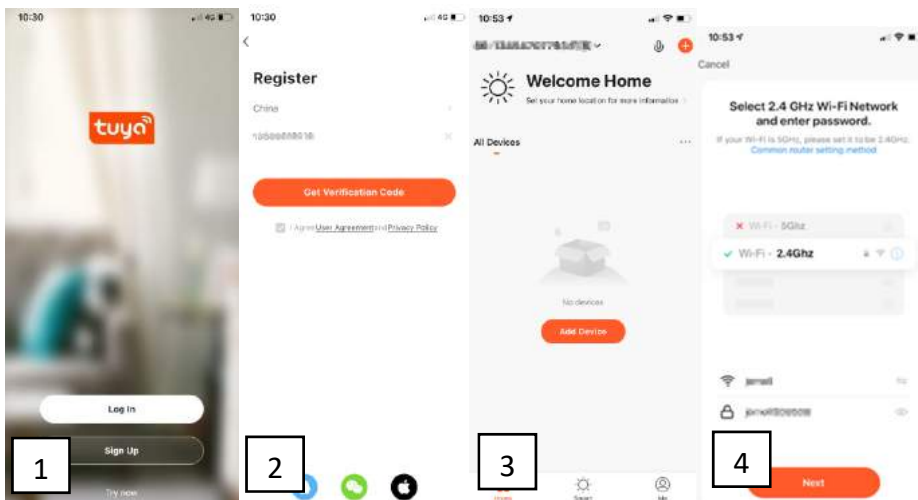 10:30
4G
tuya
Log In
Sign Up
Try now
1
10:30
4G
Register
China
Get Verification Code
I Agree User Agreement and Privacy Policy
2
10:53
Welcome Home
Set your home location for more information
All Devices
No devices
Add Device
Home
Smart
Me
3
10:53
Cancel
Select 2.4 GHz Wi-Fi Network
and enter password.
If your Wi-Fi is 5GHz, please set it to be 2.4GHz.
Common router setting method
Wi-Fi - 5Ghz
Wi-Fi - 2.4Ghz
Next
4